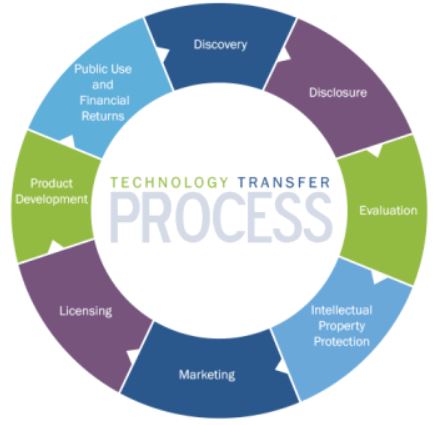 TECHNOLOGY TRANSFER
PROCESS
Discovery
Disclosure
Evaluation
Intellectual
Property
Protection
Marketing
Licensing
Product
Development
Public Use
and
Financial
Returns